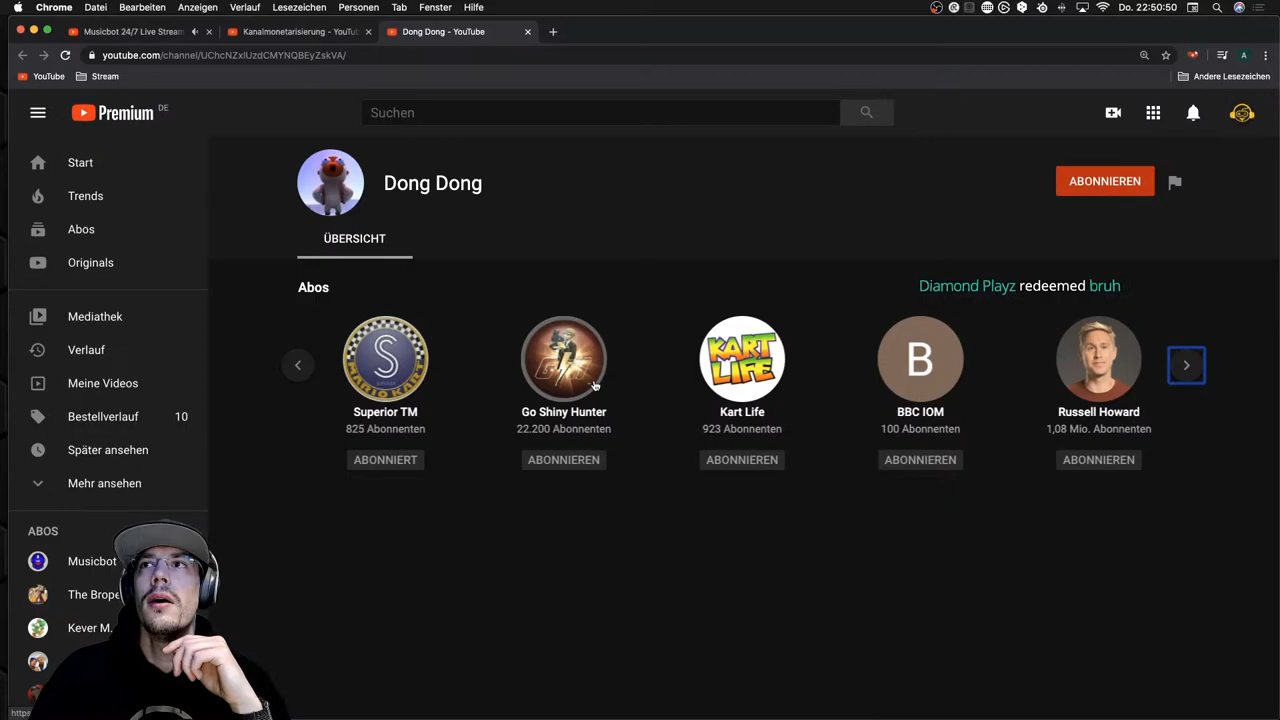 Chrome Datei Bearbeiten Anzeigen Verlauf Lesezeichen Personen Tab Fenster Hilfe Do. 22:50:50
Musicbot 24/7 Live Stream Kanalmonetarisierung - YouTu Dong Dong - YouTube
youtube.com/channel/UChcNZxlUzdCMYNQBEyZskVA/ A
YouTube Stream Andere Lesezeichen
Premium DE Suchen
Start
Trends
Abos
Originals
Mediathek
Verlauf
Meine Videos
Bestellverlauf 10
Später ansehen
Mehr ansehen
ABOS
Musicbot
The Brope
Kever M.
Dong Dong ABONNIEREN
ÜBERSICHT
Abos
Diamond Playz redeemed bruh
S MARIO KART KART LIFE B
Superior TM Go Shiny Hunter Kart Life BBC IOM Russell Howard
825 Abonnenten 22.200 Abonnenten 923 Abonnenten 100 Abonnenten 1,08 Mio. Abonnenten
ABONNIERT ABONNIEREN ABONNIEREN ABONNIEREN ABONNIEREN
https